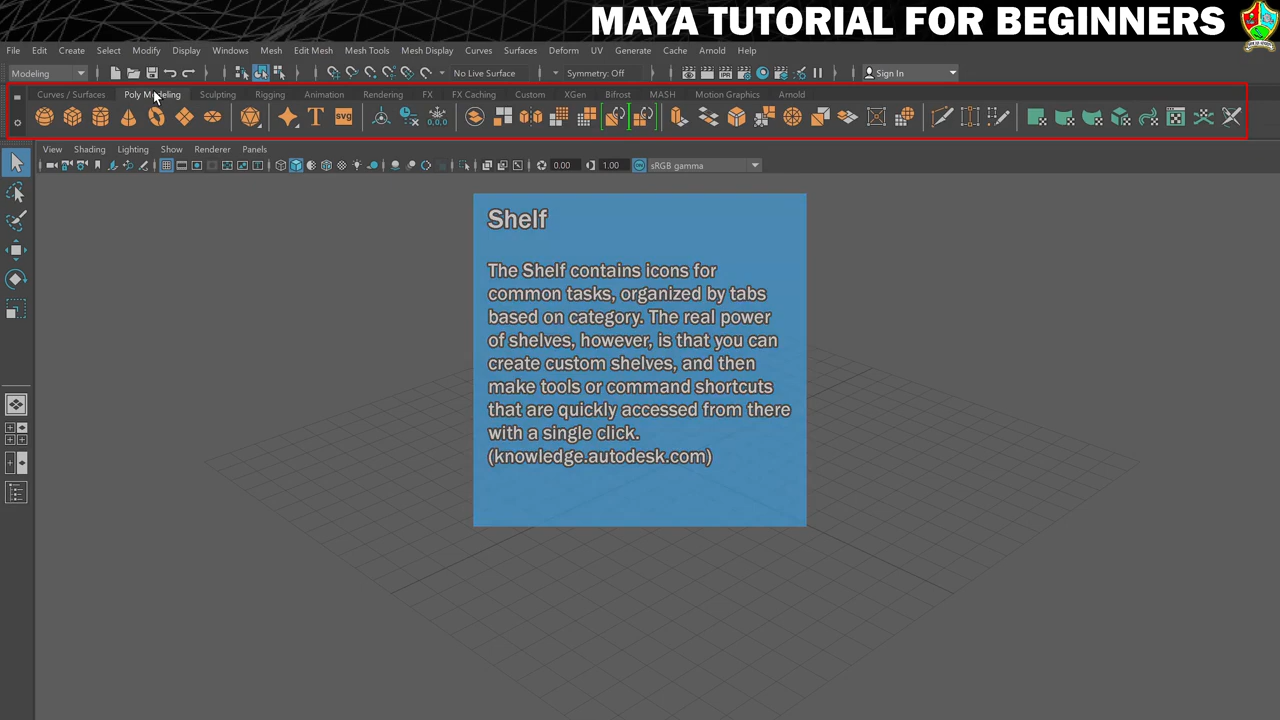 MAYA TUTORIAL FOR BEGINNERS
File Edit Create Select Modify Display Windows Mesh Edit Mesh Mesh Tools Mesh Display Curves Surfaces Deform UV Generate Cache Arnold Help
Modeling No Live Surface Symmetry: Off Sign In
Curves / Surfaces Poly Modeling Sculpting Rigging Animation Rendering FX FX Caching Custom XGen Bifrost MASH Motion Graphics Arnold
T svg 0,0,0
View Shading Lighting Show Renderer Panels
0.00 1.00 sRGB gamma
Shelf
The Shelf contains icons for
common tasks, organized by tabs
based on category. The real power
of shelves, however, is that you can
create custom shelves, and then
make tools or command shortcuts
that are quickly accessed from there
with a single click.
(knowledge.autodesk.com)